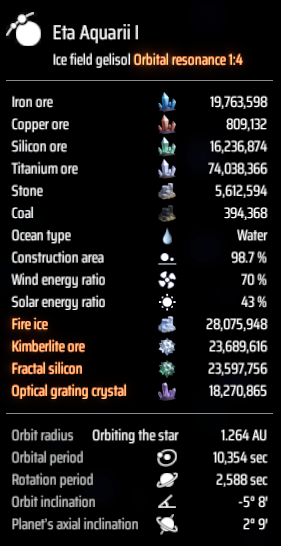 Eta Aquarii I
Ice field gelisol Orbital resonance 1:4
Iron ore 19,763,598
Copper ore 809,132
Silicon ore 16,236,874
Titanium ore 74,038,366
Stone 5,612,594
Coal 394,368
Ocean type Water
Construction area 98.7 %
Wind energy ratio 70 %
Solar energy ratio 43 %
Fire ice 28,075,948
Kimberlite ore 23,689,616
Fractal silicon 23,597,756
Optical grating crystal 18,270,865
Orbit radius Orbiting the star 1.264 AU
Orbital period 10,354 sec
Rotation period 2,588 sec
Orbit inclination -5° 8'
Planet's axial inclination 2° 9'